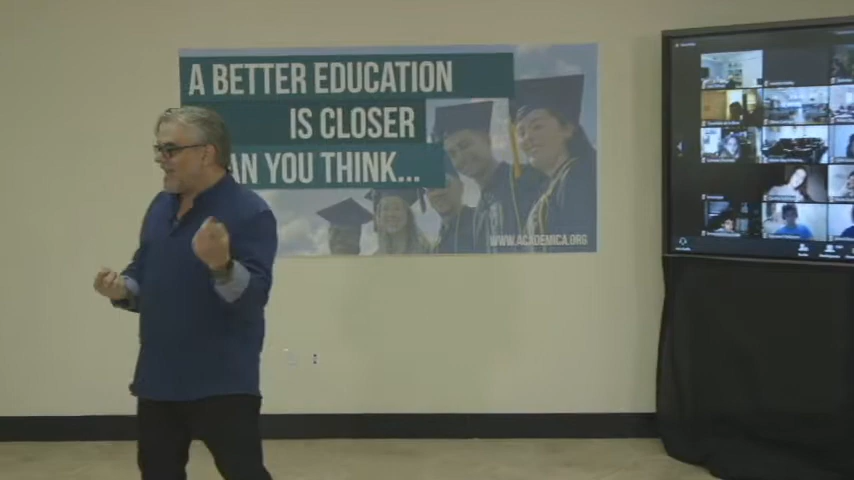 A BETTER EDUCATION
IS CLOSER
AN YOU THINK...
WWW.ACADEMICA.ORG